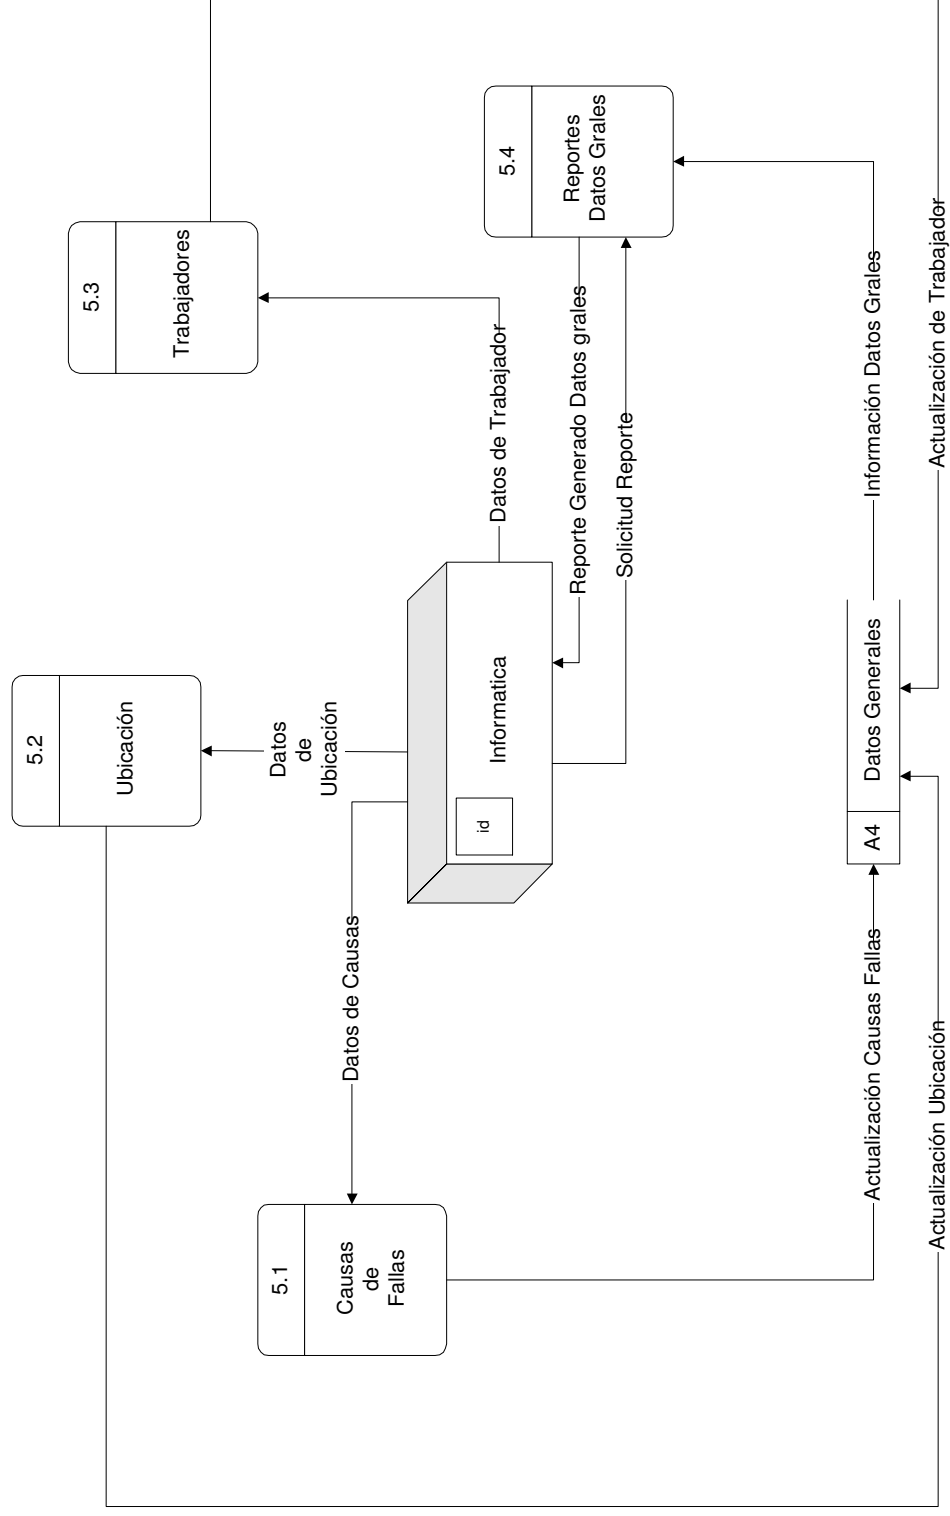 5.2
Ubicación
5.3
Trabajadores
5.1
Causas
de
Fallas
5.4
Reportes
Datos Grales
Datos
de
Ubicación
Datos de Causas
Datos de Trabajador
Informatica
id
Reporte Generado Datos grales
Solicitud Reporte
A4
Datos Generales
Actualización Causas Fallas
Información Datos Grales
Actualización Ubicación
Actualización de Trabajador